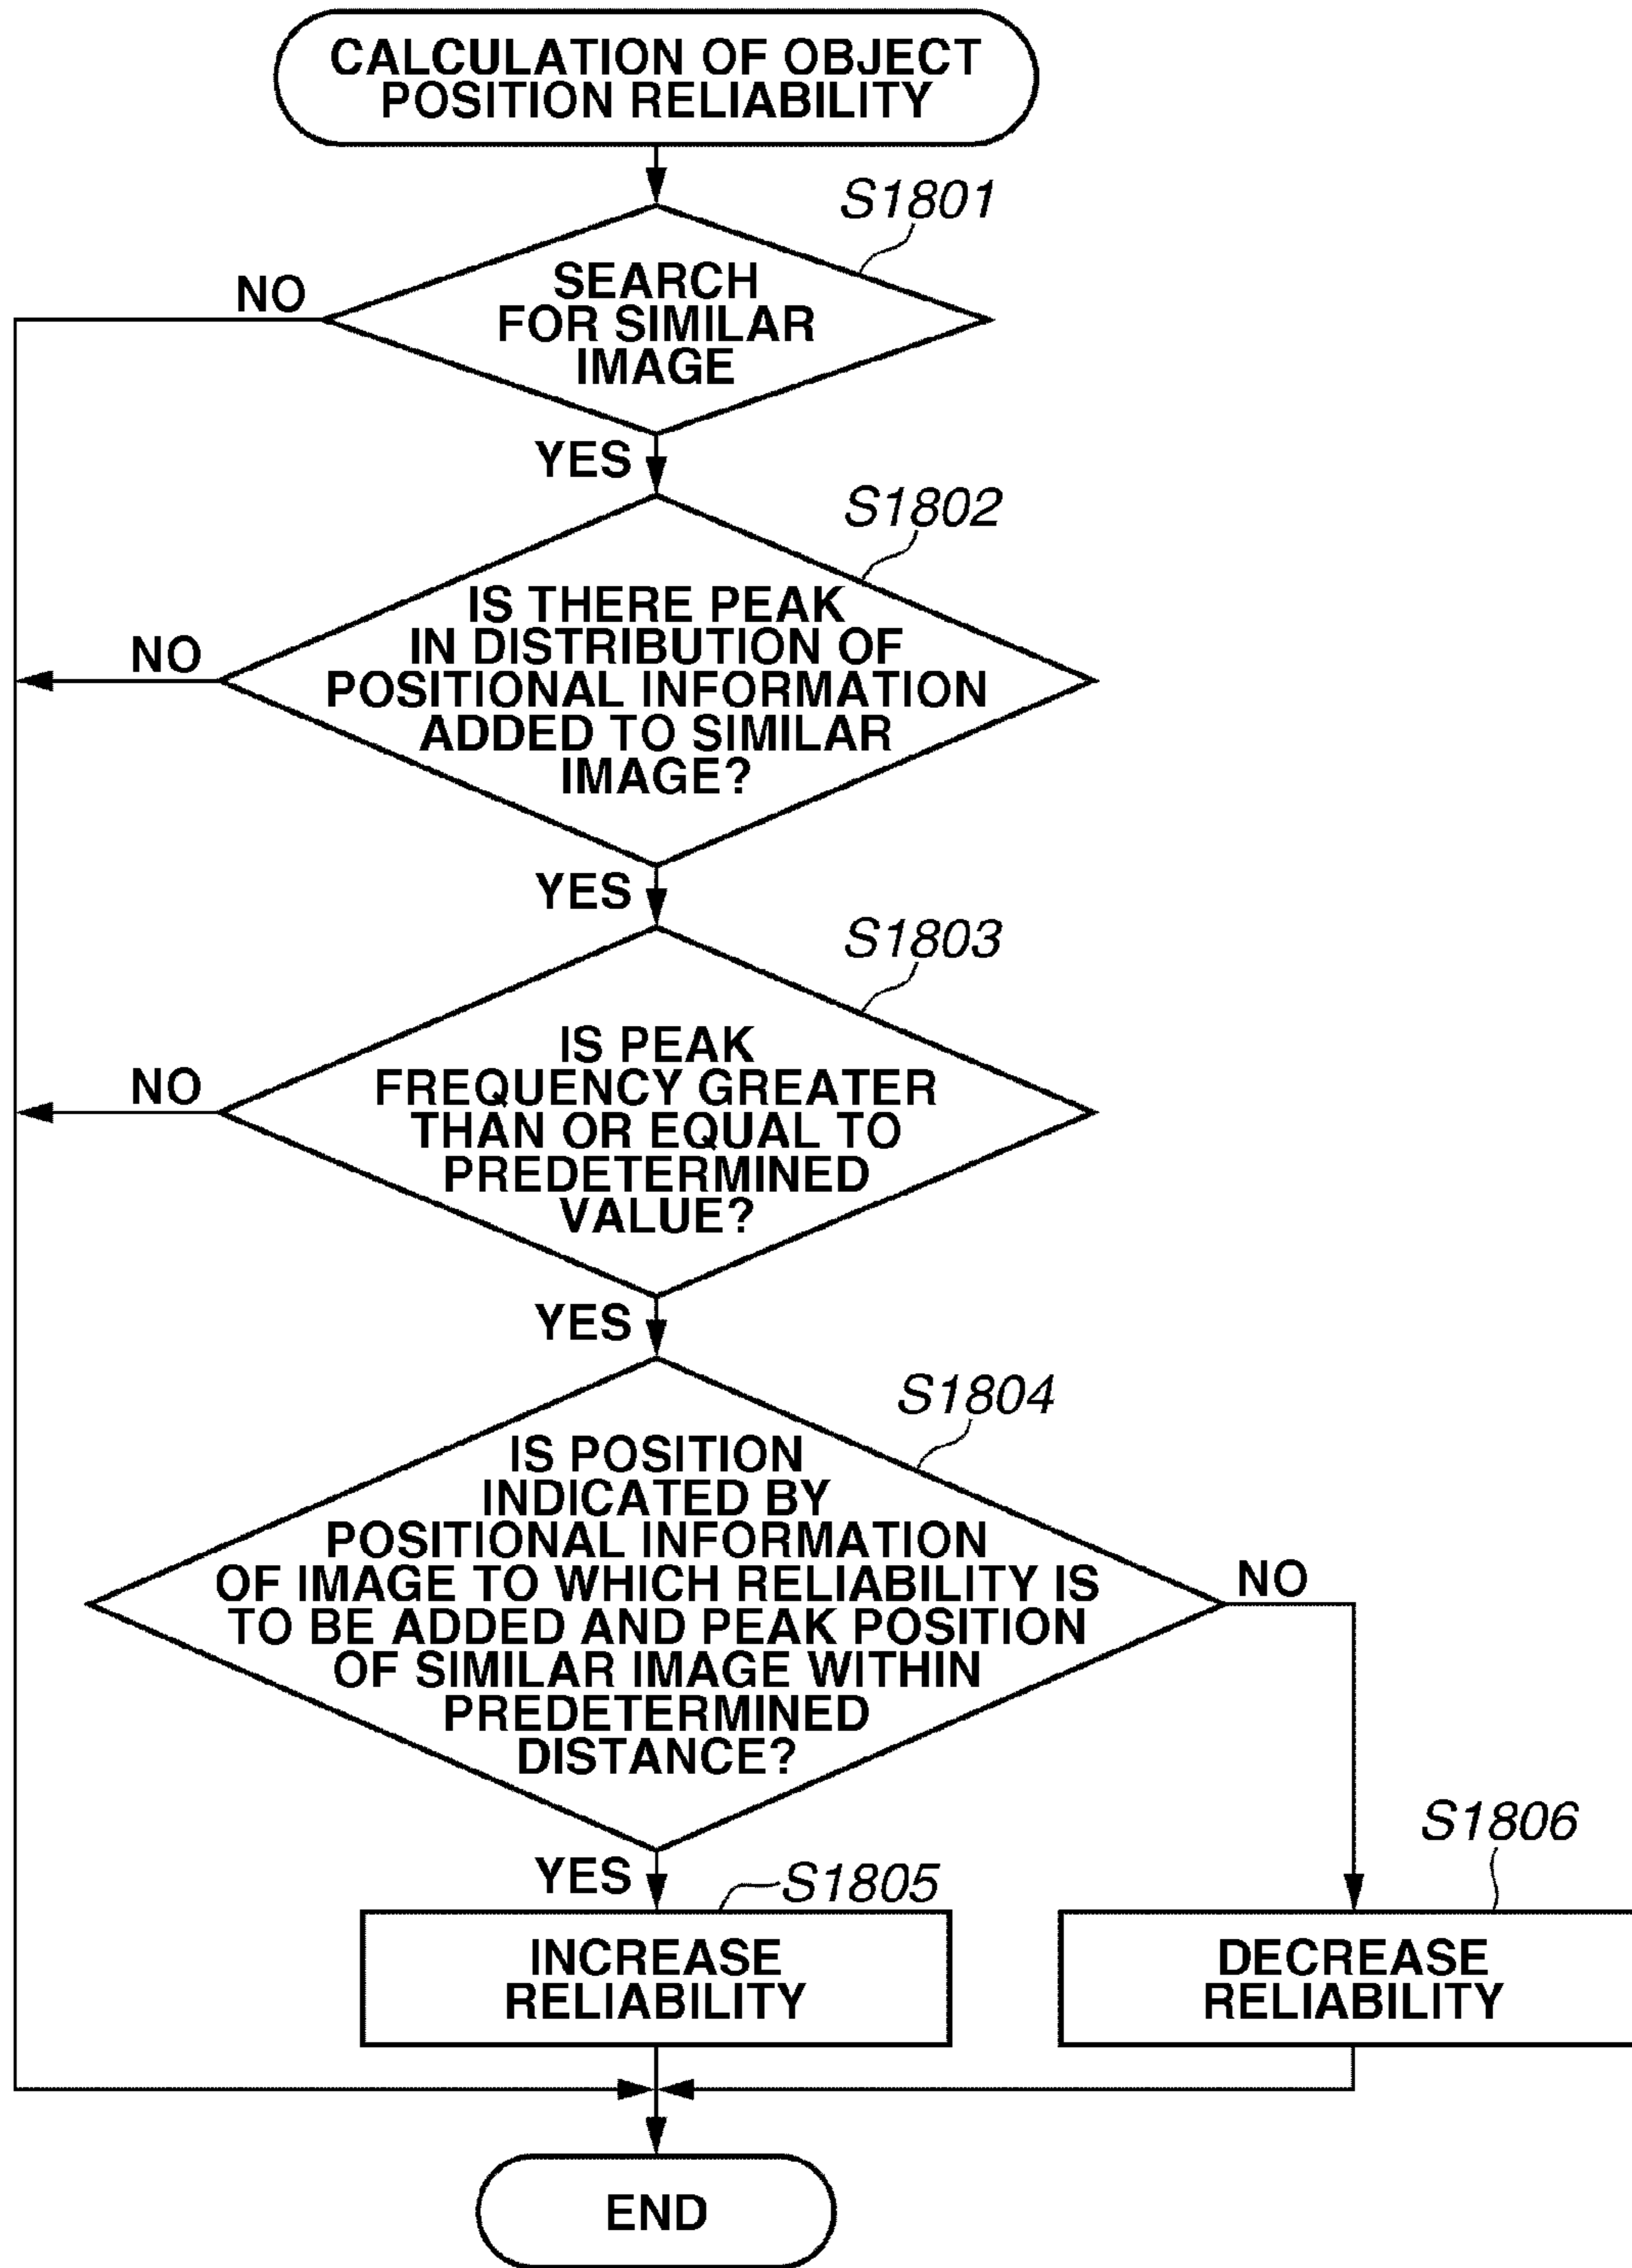 CALCULATION OF OBJECT
POSITION RELIABILITY
S1801
NO
SEARCH
FOR SIMILAR
IMAGE
YES
S1802
NO
IS THERE PEAK
IN DISTRIBUTION OF
POSITIONAL INFORMATION
ADDED TO SIMILAR
IMAGE?
YES
S1803
NO
IS PEAK
FREQUENCY GREATER
THAN OR EQUAL TO
PREDETERMINED
VALUE?
YES
S1804
IS POSITION
INDICATED BY
POSITIONAL INFORMATION
OF IMAGE TO WHICH RELIABILITY IS
TO BE ADDED AND PEAK POSITION
OF SIMILAR IMAGE WITHIN
PREDETERMINED
DISTANCE?
NO
YES
S1805
S1806
INCREASE
RELIABILITY
DECREASE
RELIABILITY
END